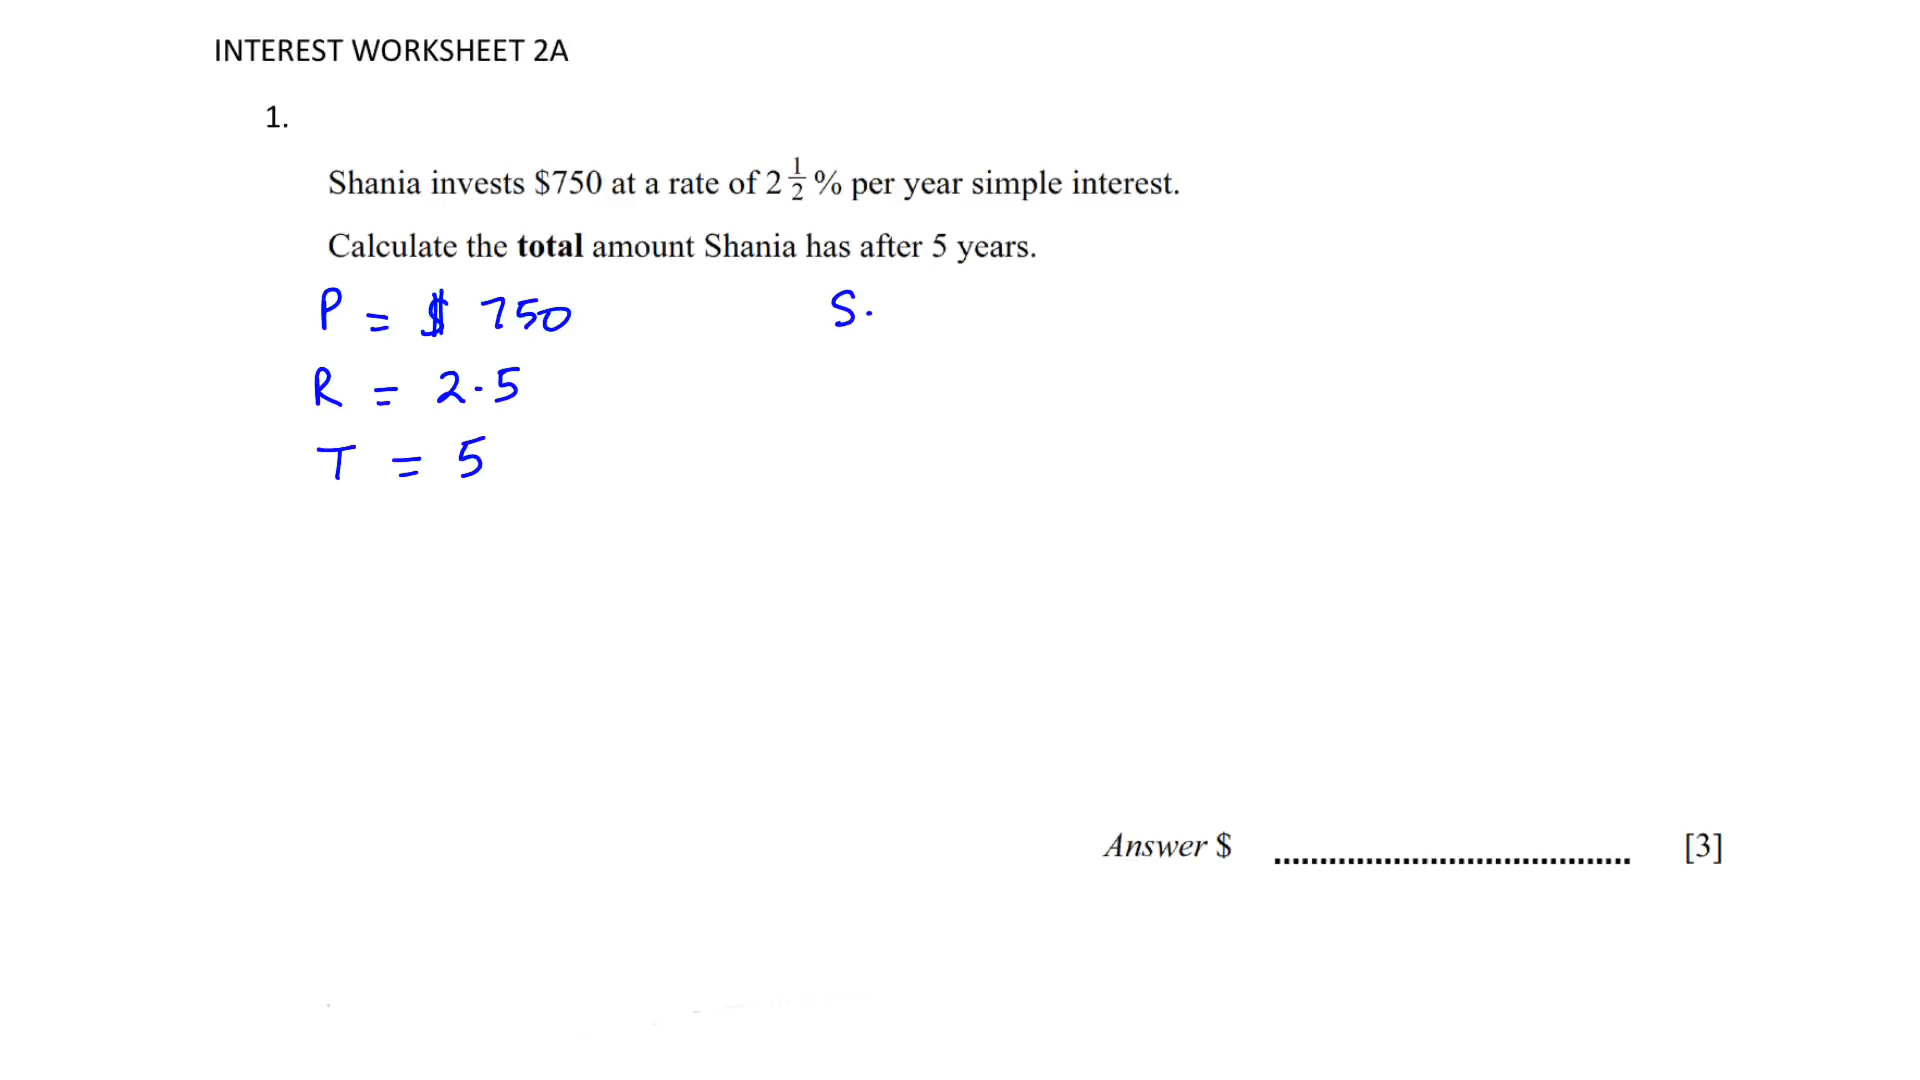 INTEREST WORKSHEET 2A
1.
Shania invests $750 at a rate of 2 1/2 % per year simple interest.
Calculate the total amount Shania has after 5 years.
P = $ 750
S.
R = 2.5
T = 5
Answer $ ........................................ [3]